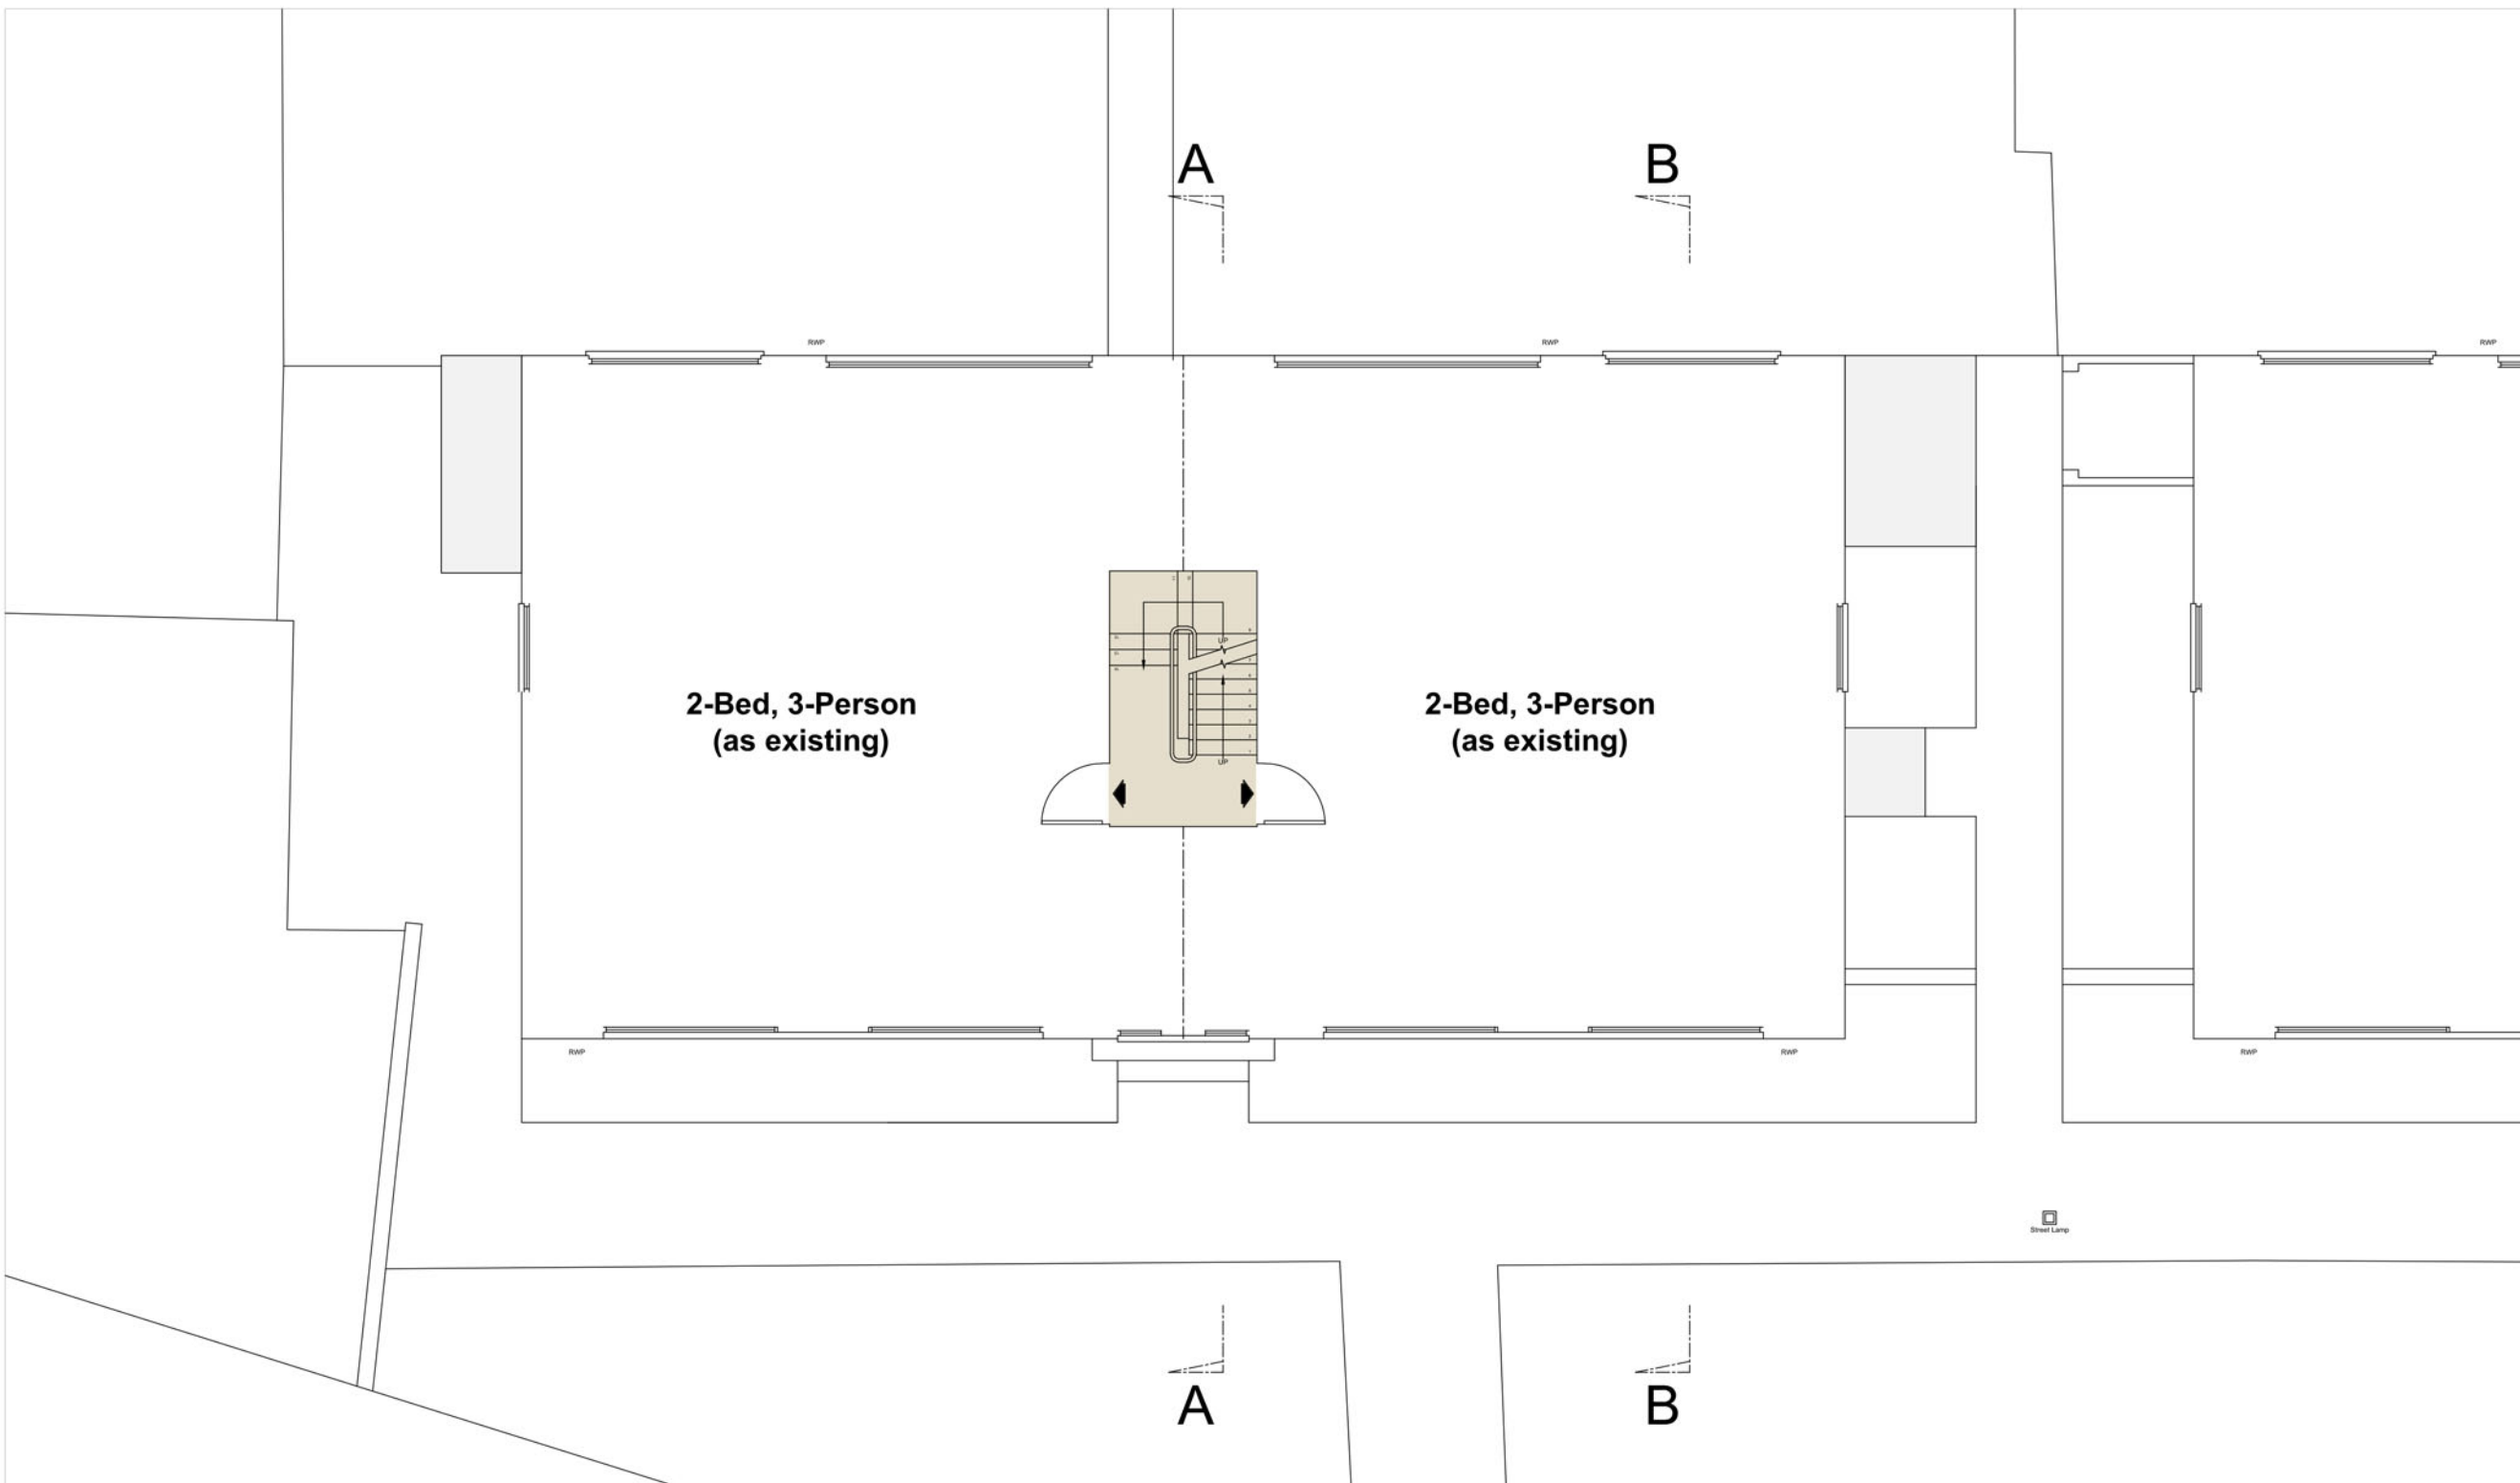 A
B
RWP
RWP
RWP
UP
2-Bed, 3-Person
(as existing)
2-Bed, 3-Person
(as existing)
UP
RWP
RWP
RWP
Street Lamp
A
B